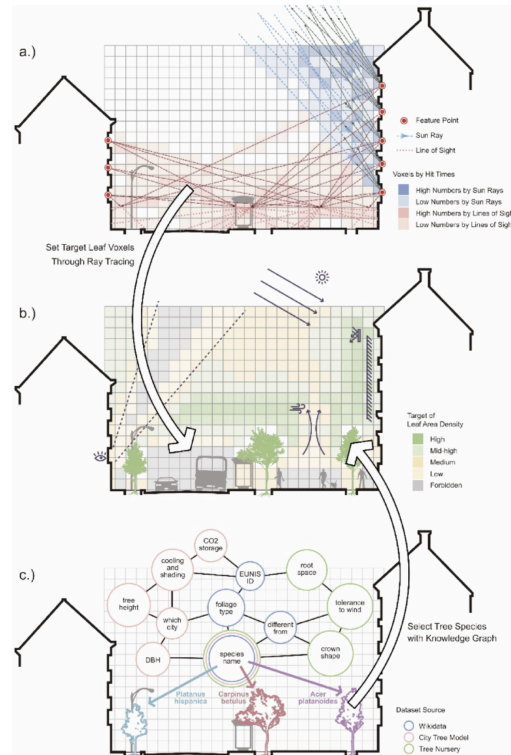 a.)
Feature Point
Sun Ray
Line of Sight
Voxels by Hit Times
High Numbers by Sun Rays
Low Numbers by Sun Rays
High Numbers by Lines of Sigh
Low Numbers by Lines of Sigh
Set Target Leaf Voxels
Through Ray Tracing
b.)
Target of
Leaf Area Density
High
Mid-high
Medium
Low
Forbidden
c.)
CO2
storage
cooling
and
shading
EUNIS
ID
root
space
tree
height
foliage
type
tolerance
to wind
which
city
different
from
DBH
species
name
crown
shape
Select Tree Species
with Knowledge Graph
Platanus
hispanica
Carpinus
betulus
Acer
platanoides
Dataset Source
Wikidata
City Tree Model
Tree Nursery